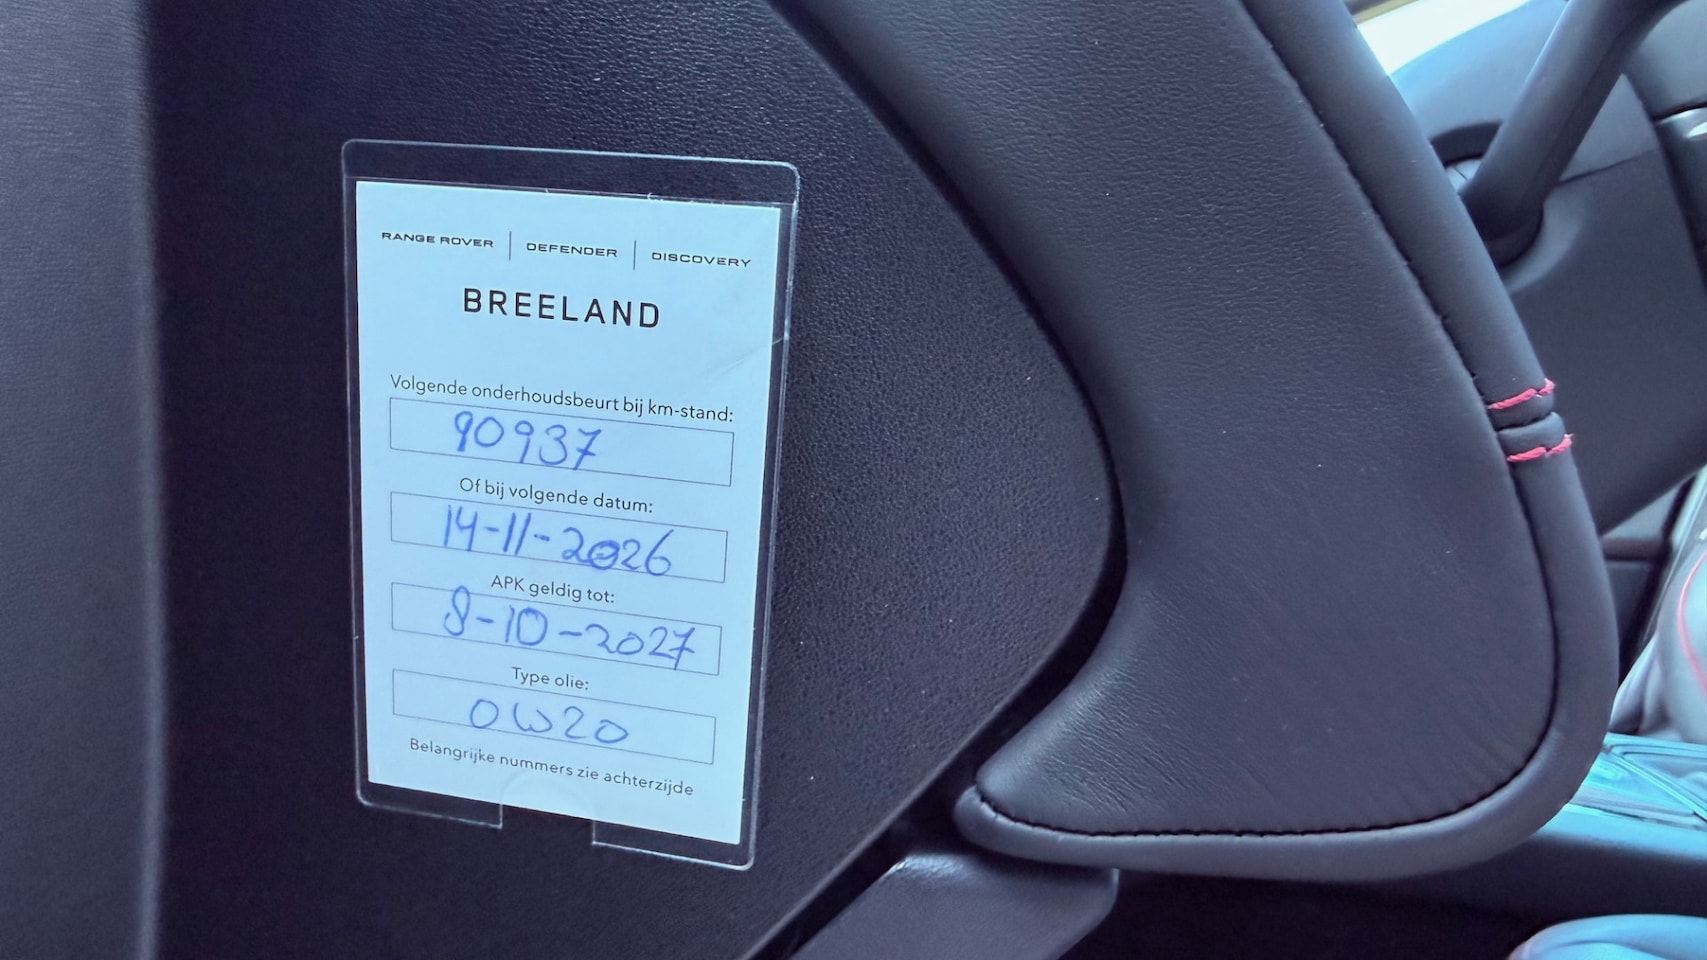 RANGE ROVER | DEFENDER | DISCOVERY
BREELAND
Volgende onderhoudsbeurt bij km-stand:
90937
Of bij volgende datum:
14-11-2026
APK geldig tot:
8-10-2027
Type olie:
0W20
Belangrijke nummers zie achterzijde